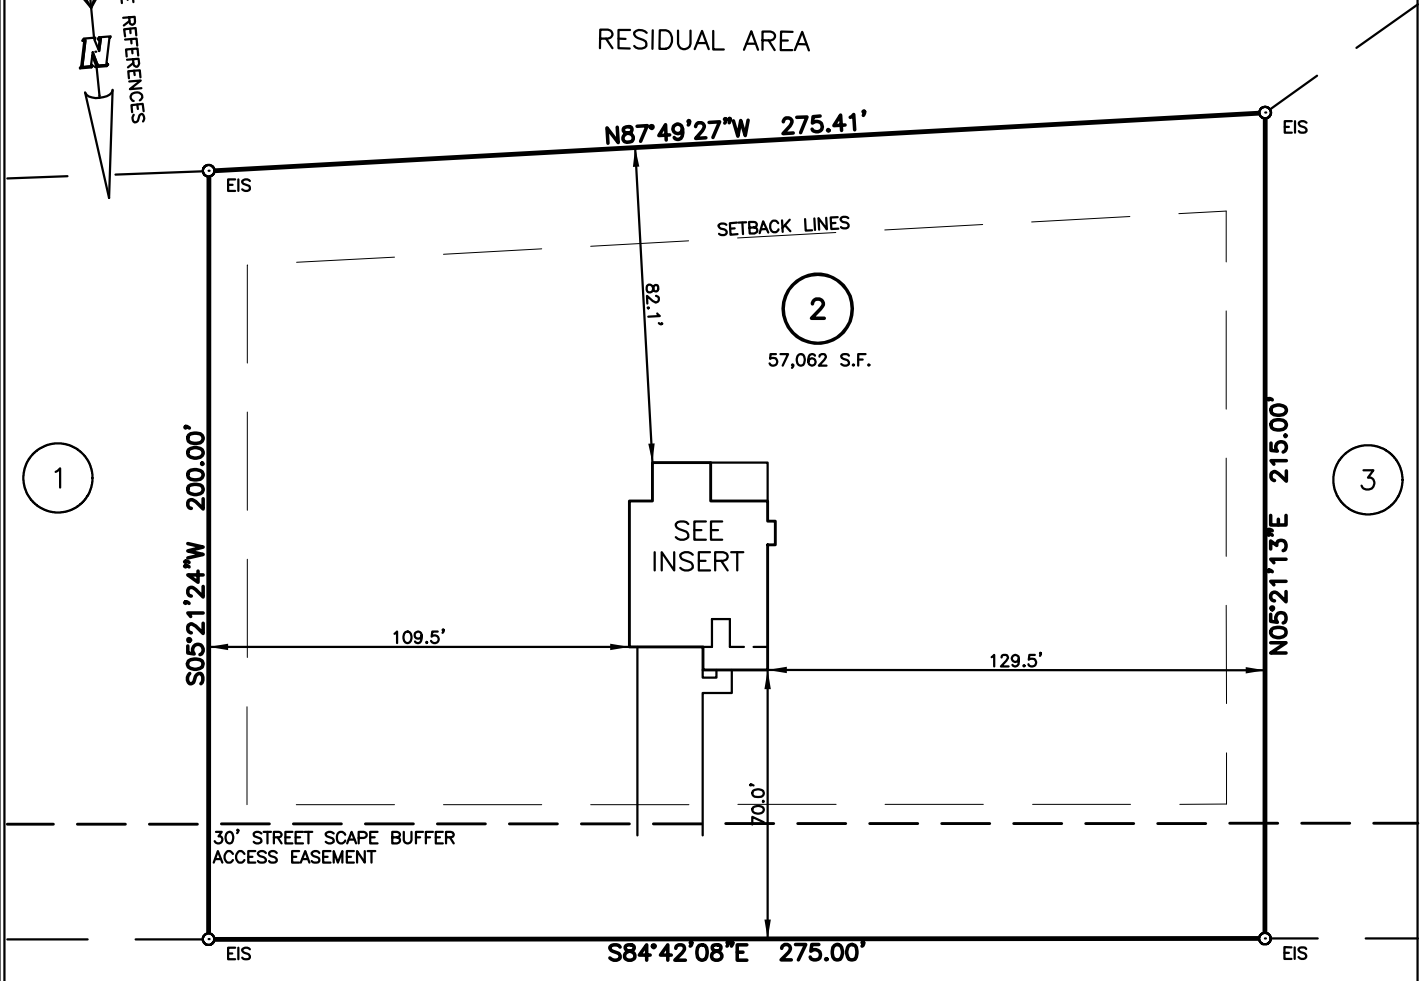 RESIDUAL AREA
REFERENCES
N
N87°49'27"W 275.41'
EIS
EIS
SETBACK LINES
82.1'
2
57,062 S.F.
1
S05°21'24"W 200.00'
N05°21'13"E 215.00'
3
SEE
INSERT
109.5'
129.5'
70.0'
30' STREET SCAPE BUFFER
ACCESS EASEMENT
EIS
S84°42'08"E 275.00'
EIS